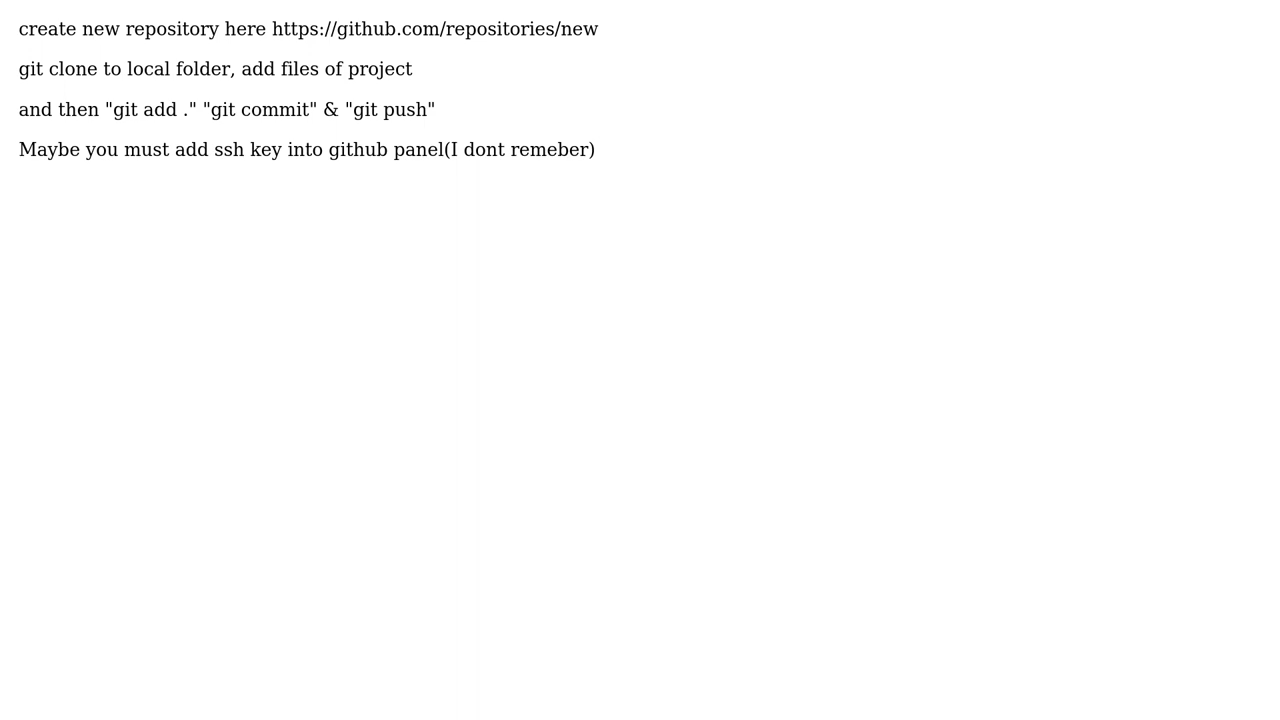 create new repository here https://github.com/repositories/new
git clone to local folder, add files of project
and then "git add ." "git commit" & "git push"
Maybe you must add ssh key into github panel(I dont remeber)